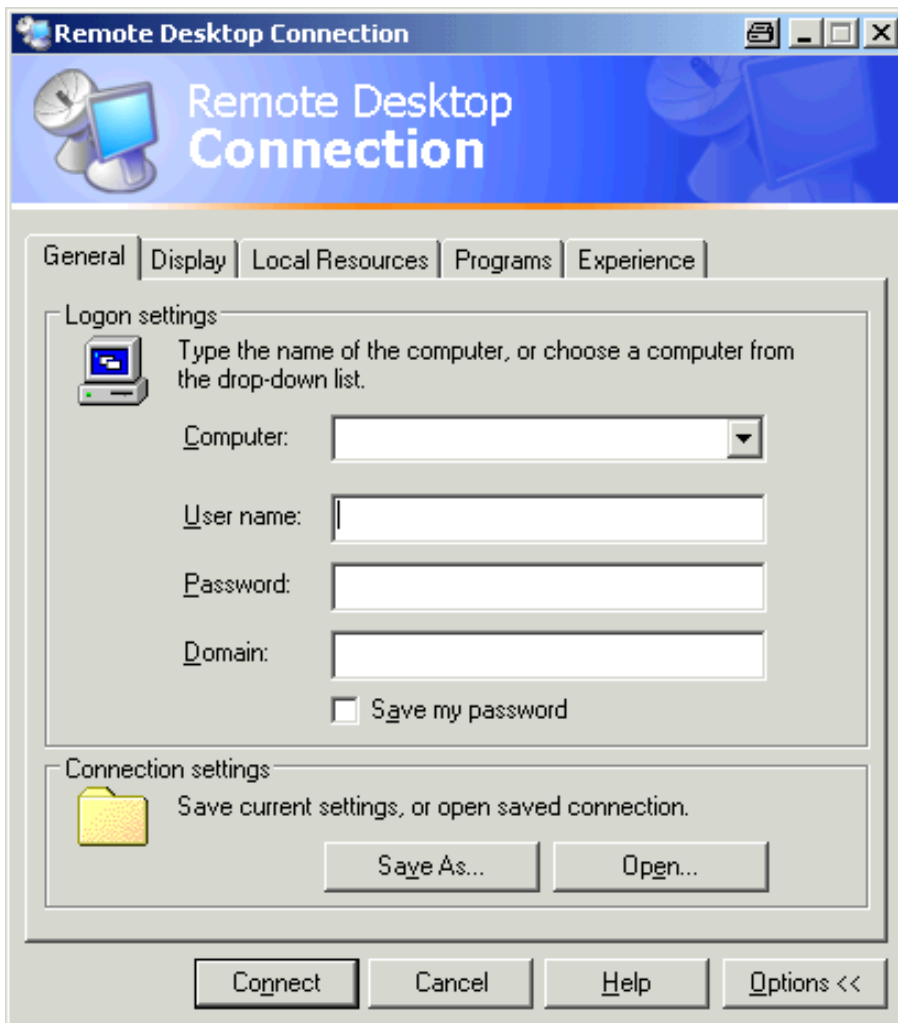 Remote Desktop Connection
Remote Desktop
Connection
General Display Local Resources Programs Experience
Logon settings
Type the name of the computer, or choose a computer from
the drop-down list.
Computer:
User name:
Password:
Domain:
Save my password
Connection settings
Save current settings, or open saved connection.
Save As... Open...
Connect Cancel Help Options <<